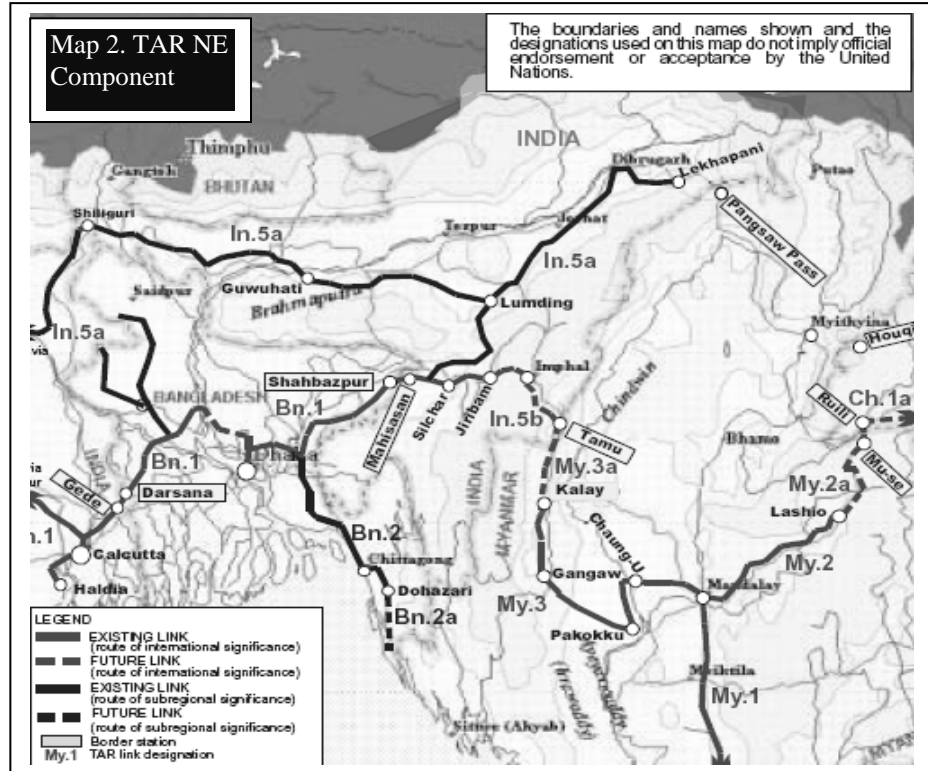 Map 2. TAR NE
Component
The boundaries and names shown and the
designations used on this map do not imply official
endorsement or acceptance by the United
Nations.
INDIA
Thimphu
BHUTAN
Dibrugarh
Lekhapani
Putao
Pangsaw Pass
Shiliguri
In.5a
Tezpur
Jorhat
In.5a
Guwuhati
Brahmaputra
Lumding
Saidpur
In.5a
Myitkyina
Houqi
BANGLADESH
Shahbazpur
Mahisasan
Silchar
Jiribam
Imphal
Bn.1
In.5b
Tamu
Chindwin
Ruili
Ch.1a
Mu-se
Bhamo
My.2a
INDIA
Gede
Bn.1
Darsana
Dhaka
INDIA
MYANMAR
My.3a
Kalay
Lashio
Calcutta
Haldia
Bn.2
Chittagong
Dohazari
Bn.2a
Gangaw
Chaung-U
My.3
Pakokku
Mandalay
My.2
Meiktila
My.1
(Irrawaddy)
Sittwe (Akyab)
LEGEND
EXISTING LINK
(route of international significance)
FUTURE LINK
(route of international significance)
EXISTING LINK
(route of subregional significance)
FUTURE LINK
(route of subregional significance)
Border station
My.1 TAR link designation